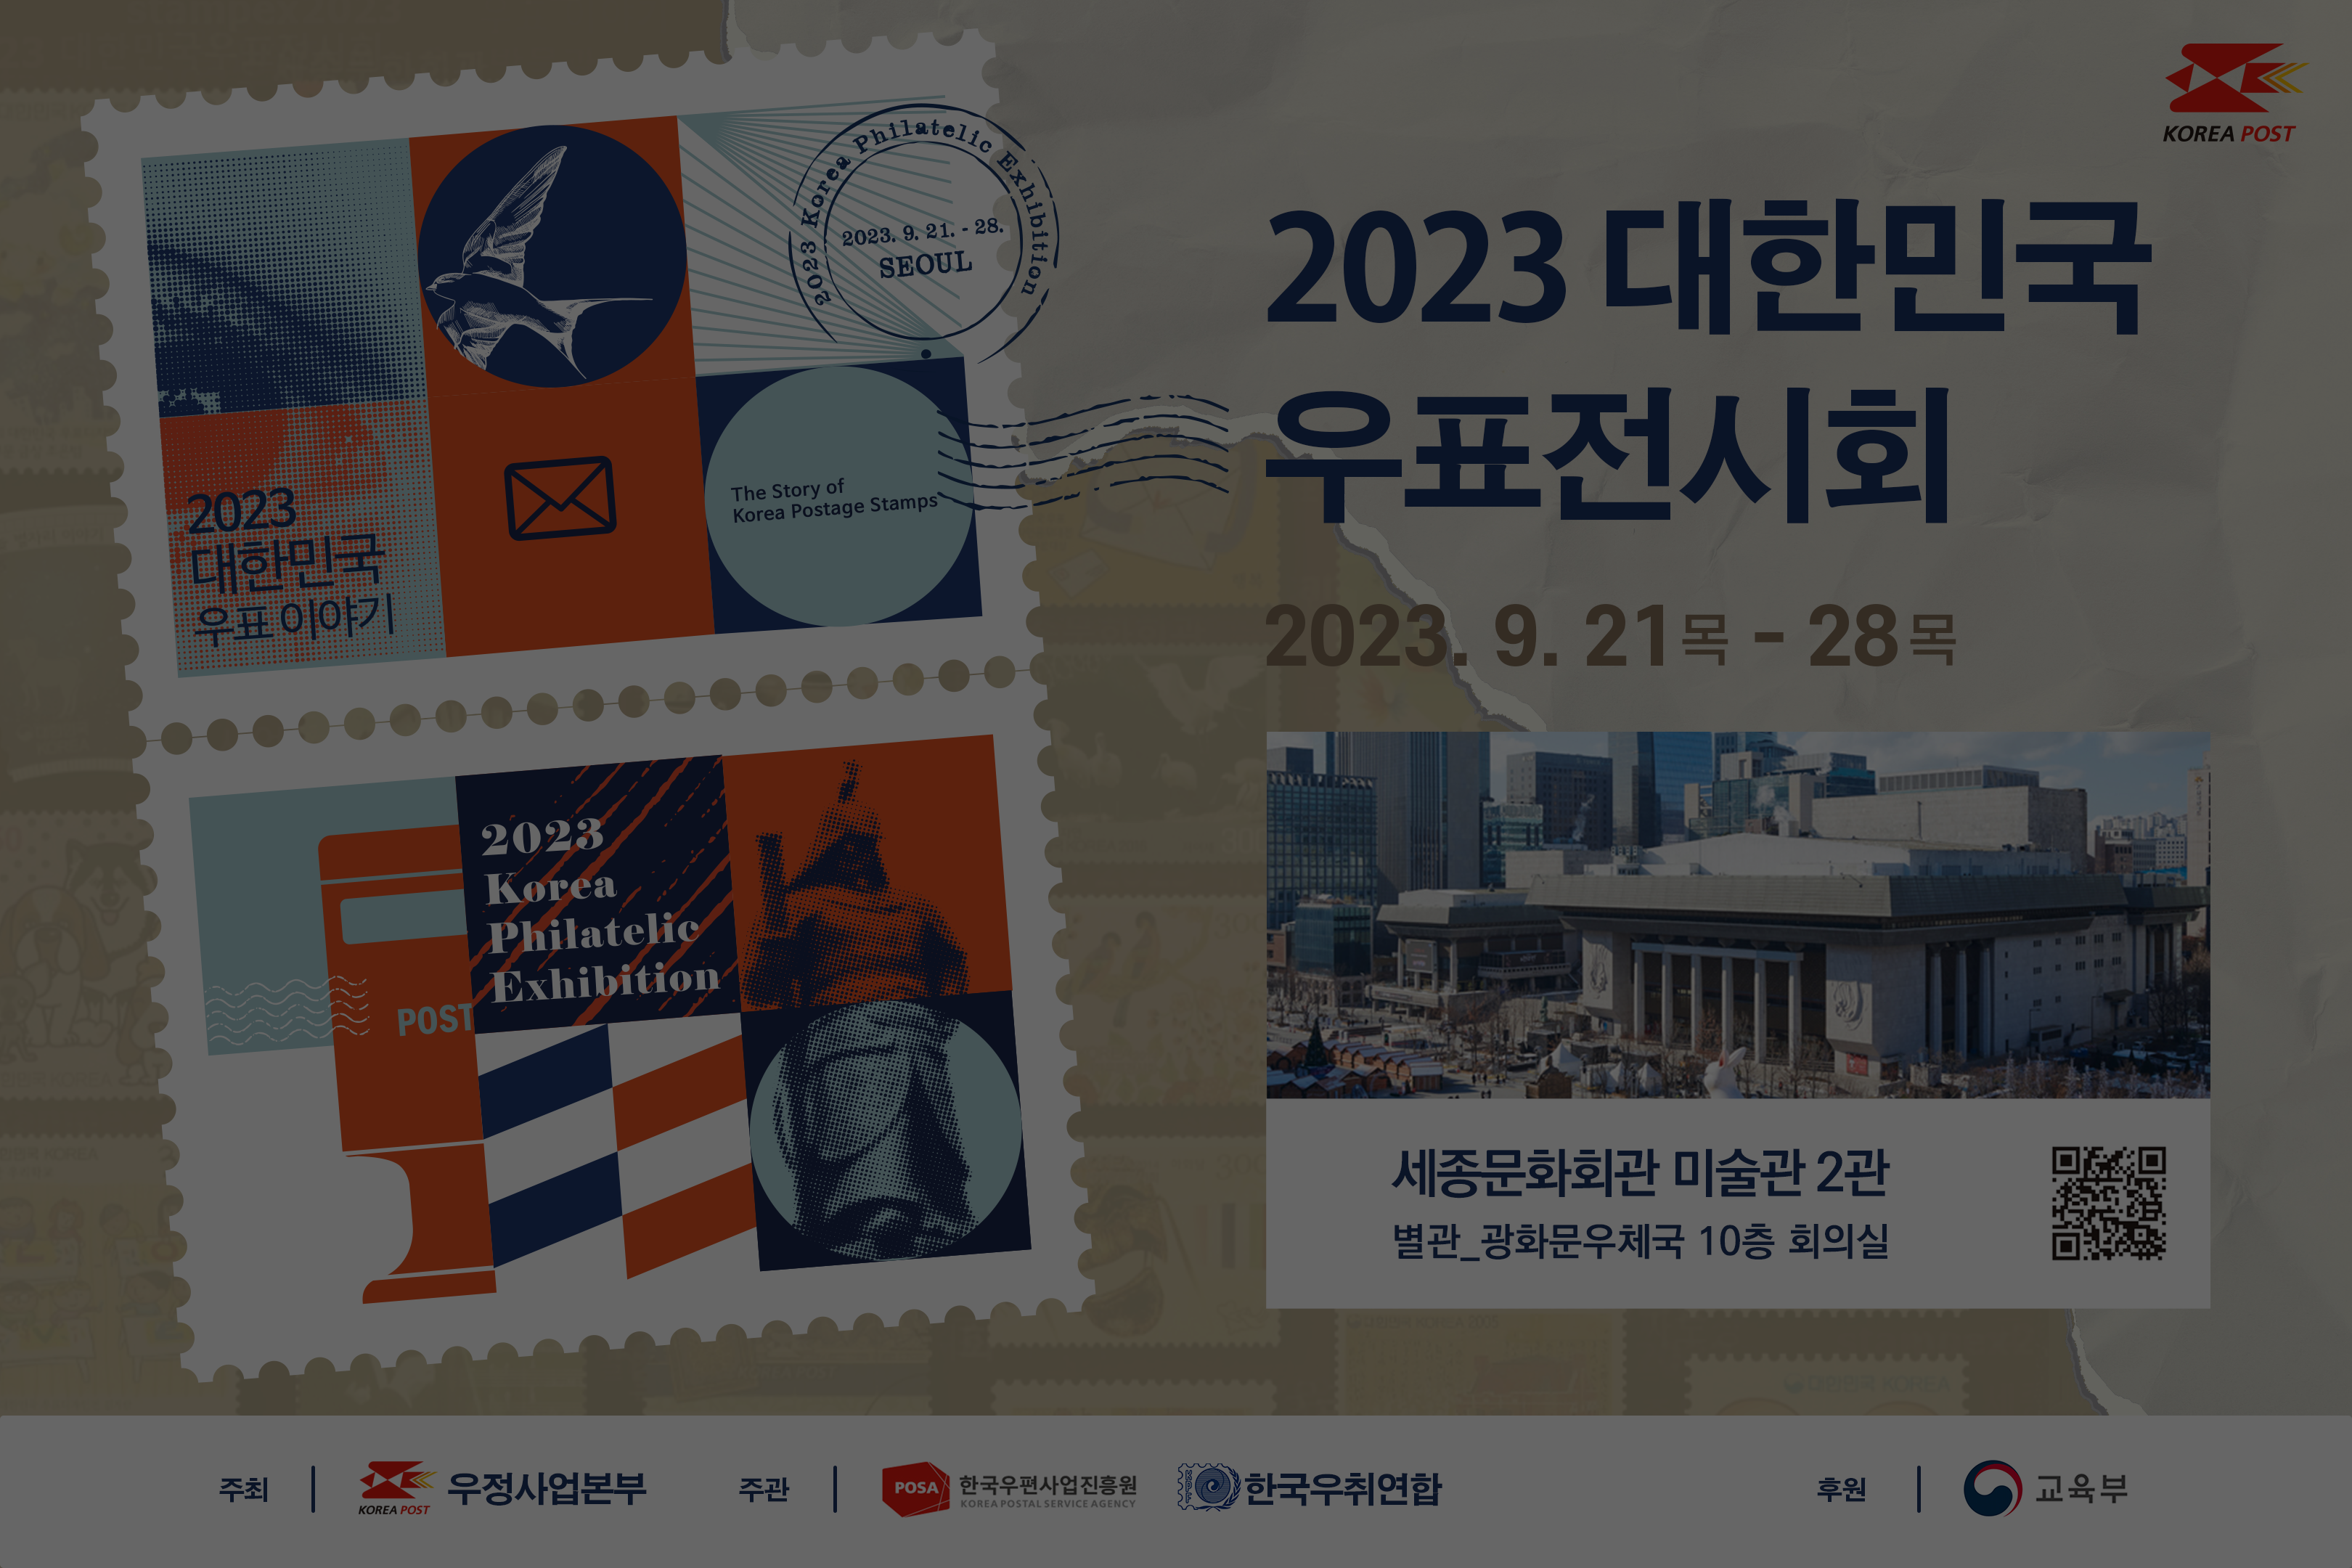 KOREA POST
2023 Korea Philatelic Exhibition
2023. 9. 21. - 28.
SEOUL
2023
대한민국
우표 이야기
The Story of
Korea Postage Stamps
2023
Korea
Philatelic
Exhibition
POST
2023 대한민국
우표전시회
2023. 9. 21 목 - 28 목
세종문화회관 미술관 2관
별관_광화문우체국 10층 회의실
주최 KOREA POST 우정사업본부 주관 POSA 한국우편사업진흥원 한국우취연합 후원 교육부
KOREA POSTAL SERVICE AGENCY